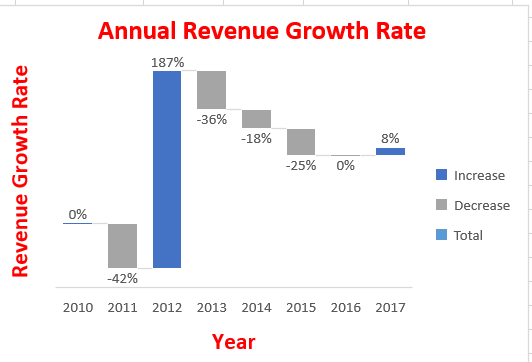 Annual Revenue Growth Rate
Revenue Growth Rate
187%
-36%
-18%
-25%
0%
8%
0%
-42%
Increase
Decrease
Total
2010 2011 2012 2013 2014 2015 2016 2017
Year